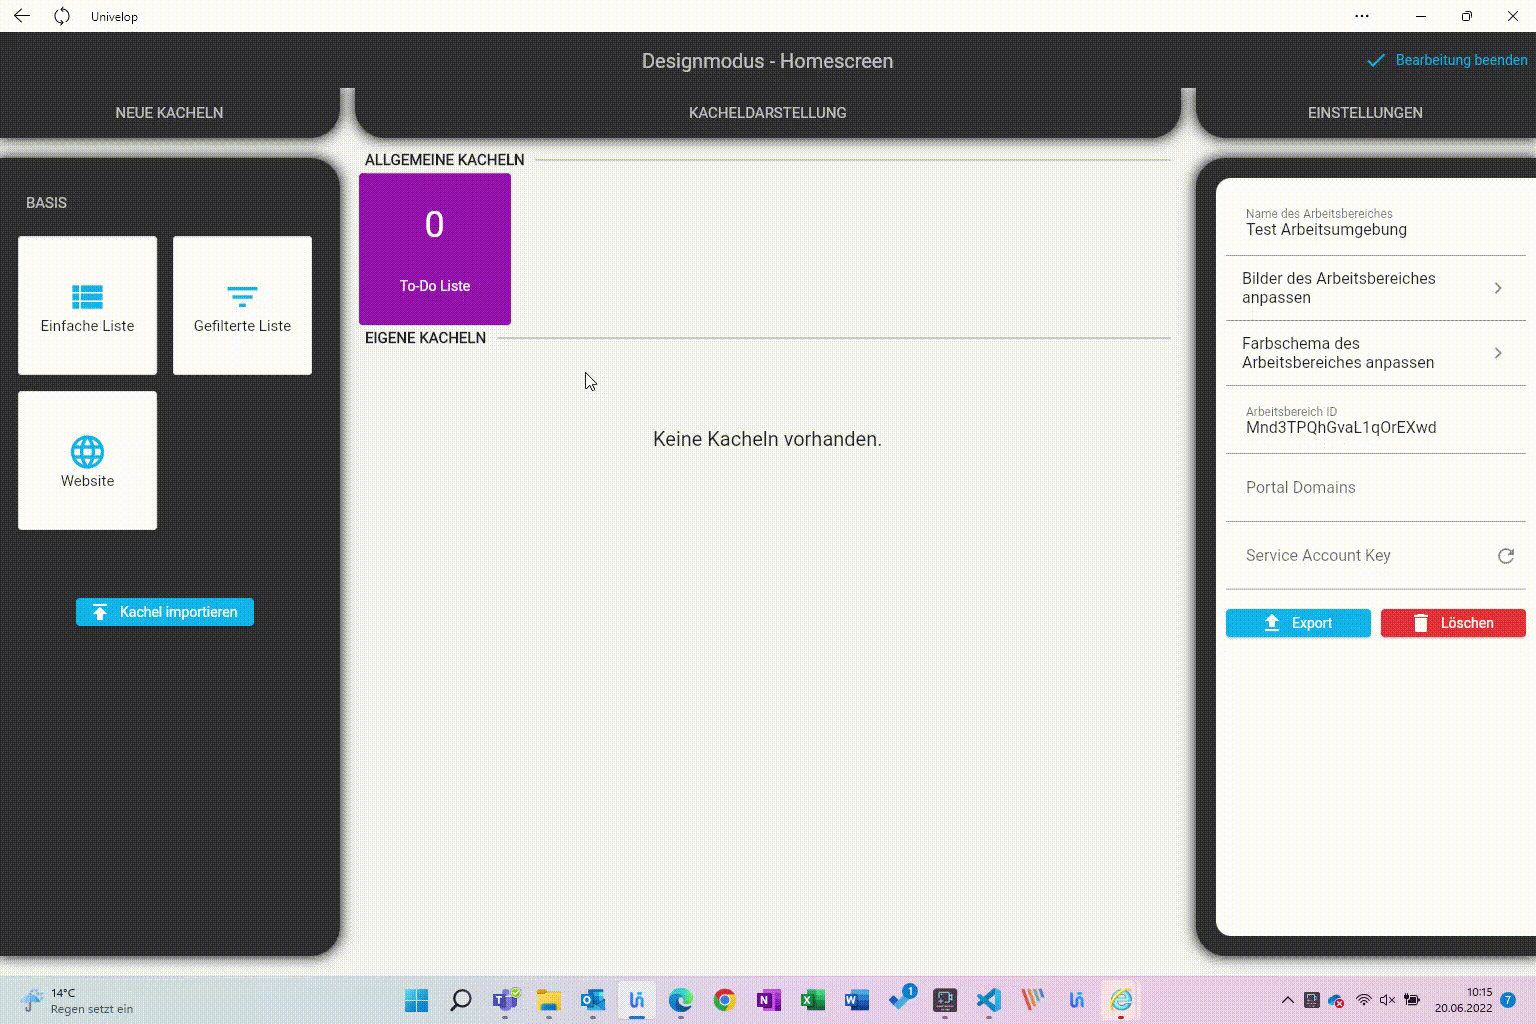 Univelop
Designmodus - Homescreen
Bearbeitung beenden
NEUE KACHELN
KACHELDARSTELLUNG
EINSTELLUNGEN
BASIS
Einfache Liste
Gefilterte Liste
Website
Kachel importieren
ALLGEMEINE KACHELN
0
To-Do Liste
EIGENE KACHELN
Keine Kacheln vorhanden.
Name des Arbeitsbereiches
Test Arbeitsumgebung
Bilder des Arbeitsbereiches
anpassen
Farbschema des
Arbeitsbereiches anpassen
Arbeitsbereich ID
Mnd3TPQhGvaL1qOrEXwd
Portal Domains
Service Account Key
Export
Löschen
14°C
Regen setzt ein
1
10:15
20.06.2022
7